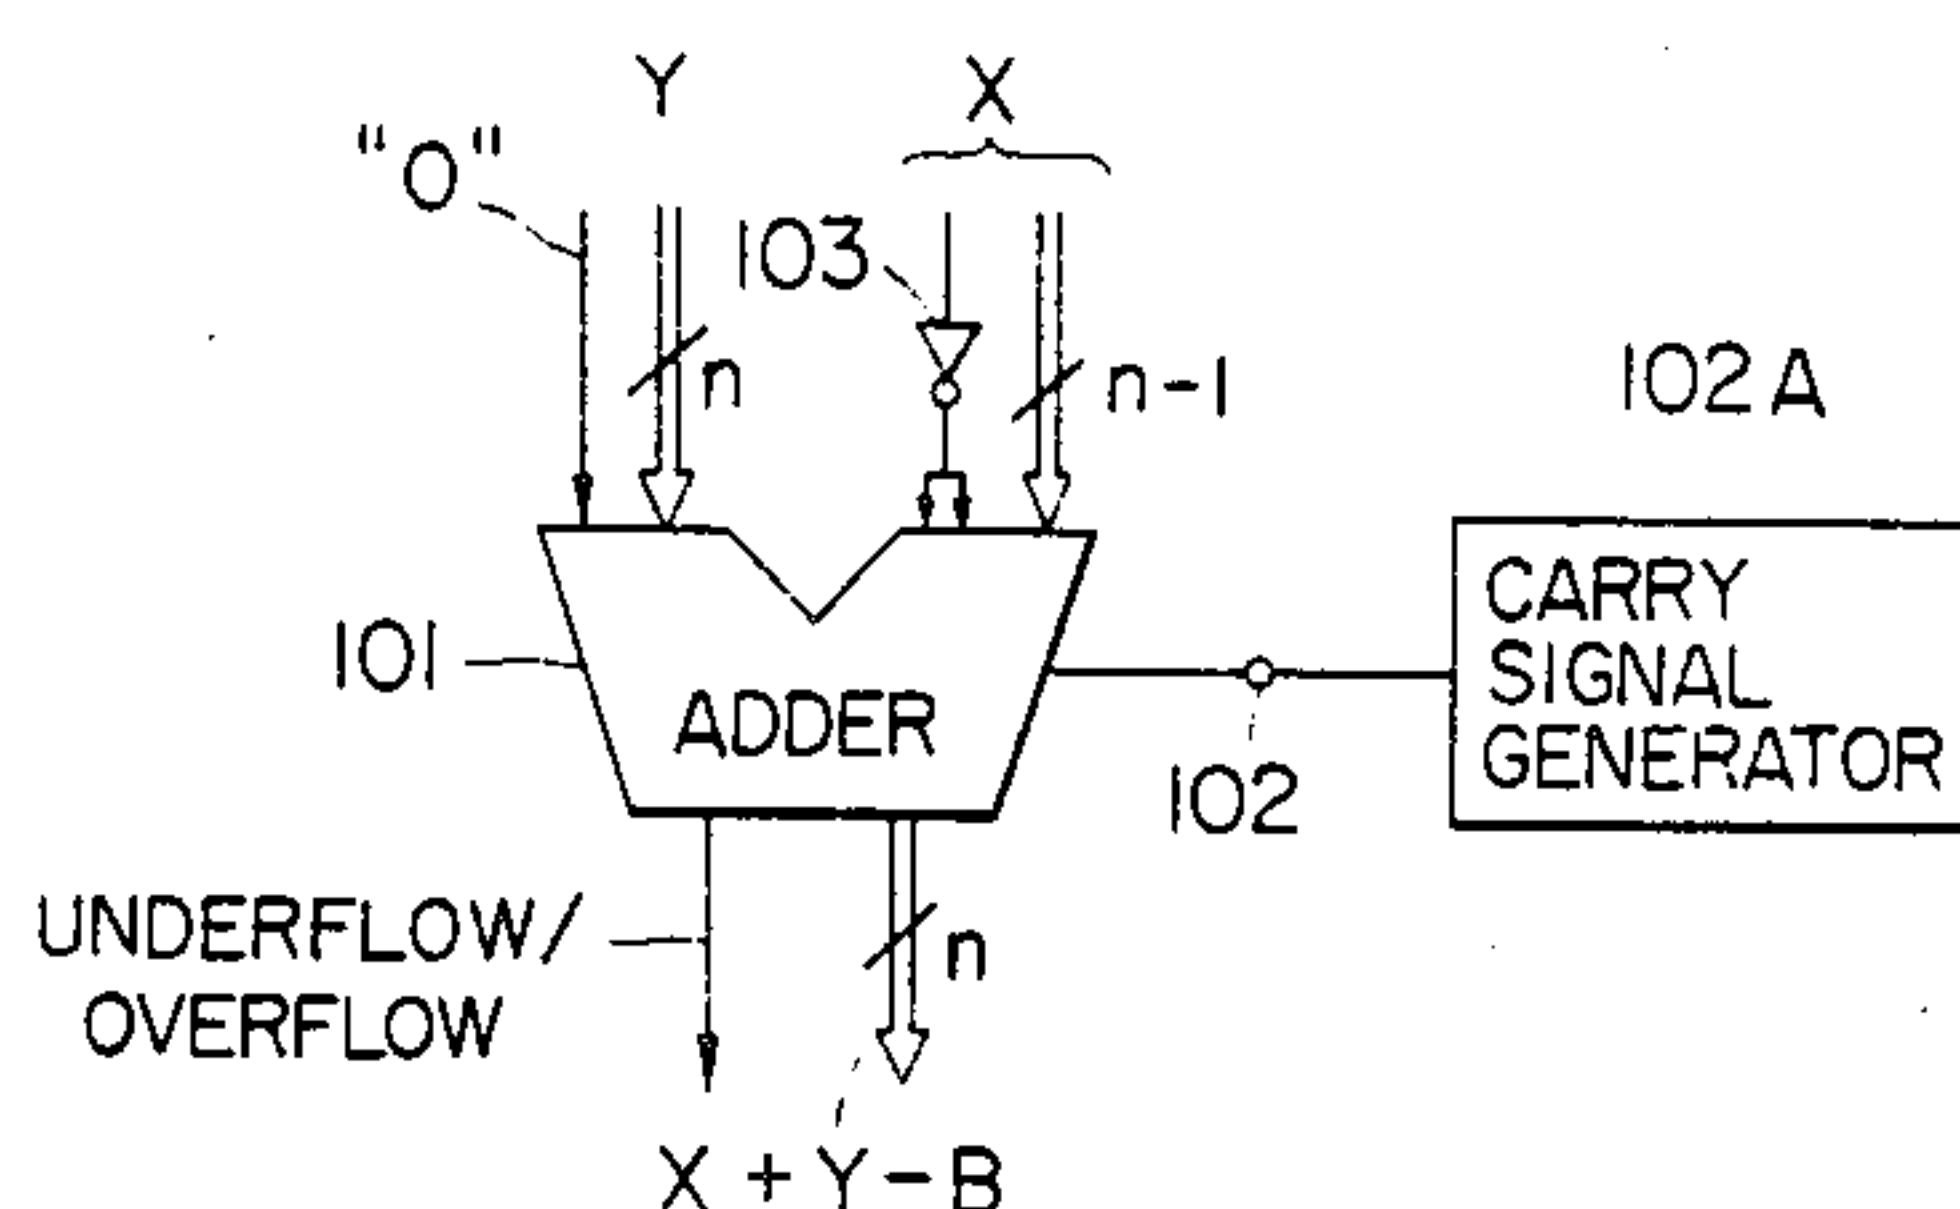 Y
X
"0"
103
n
n-1
102A
CARRY
SIGNAL
GENERATOR
101
ADDER
102
UNDERFLOW/
OVERFLOW
n
X + Y - B